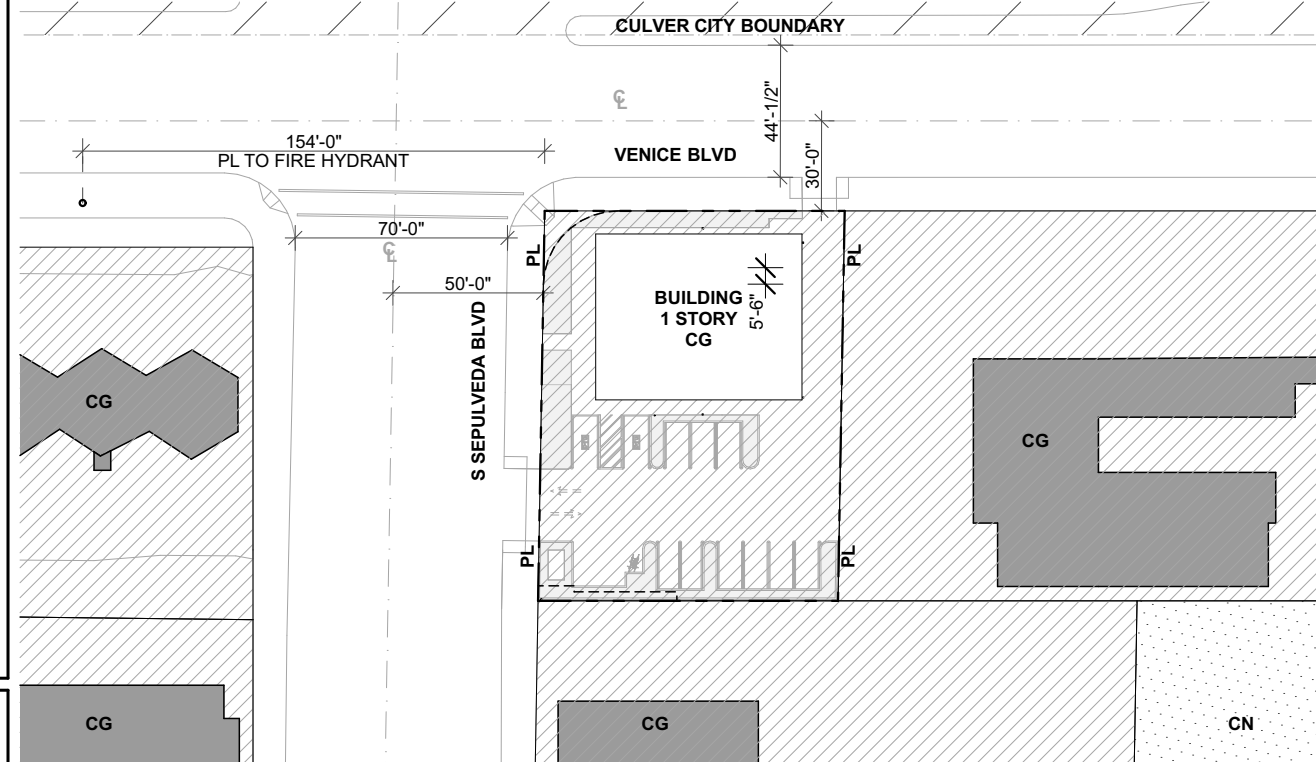 CULVER CITY BOUNDARY
44'-1/2"
℄
154'-0"
PL TO FIRE HYDRANT
VENICE BLVD
30'-0"
70'-0"
℄
PL
PL
50'-0"
BUILDING
1 STORY
CG
5'-6"
S SEPULVEDA BLVD
CG
CG
PL
PL
CG
CG
CN